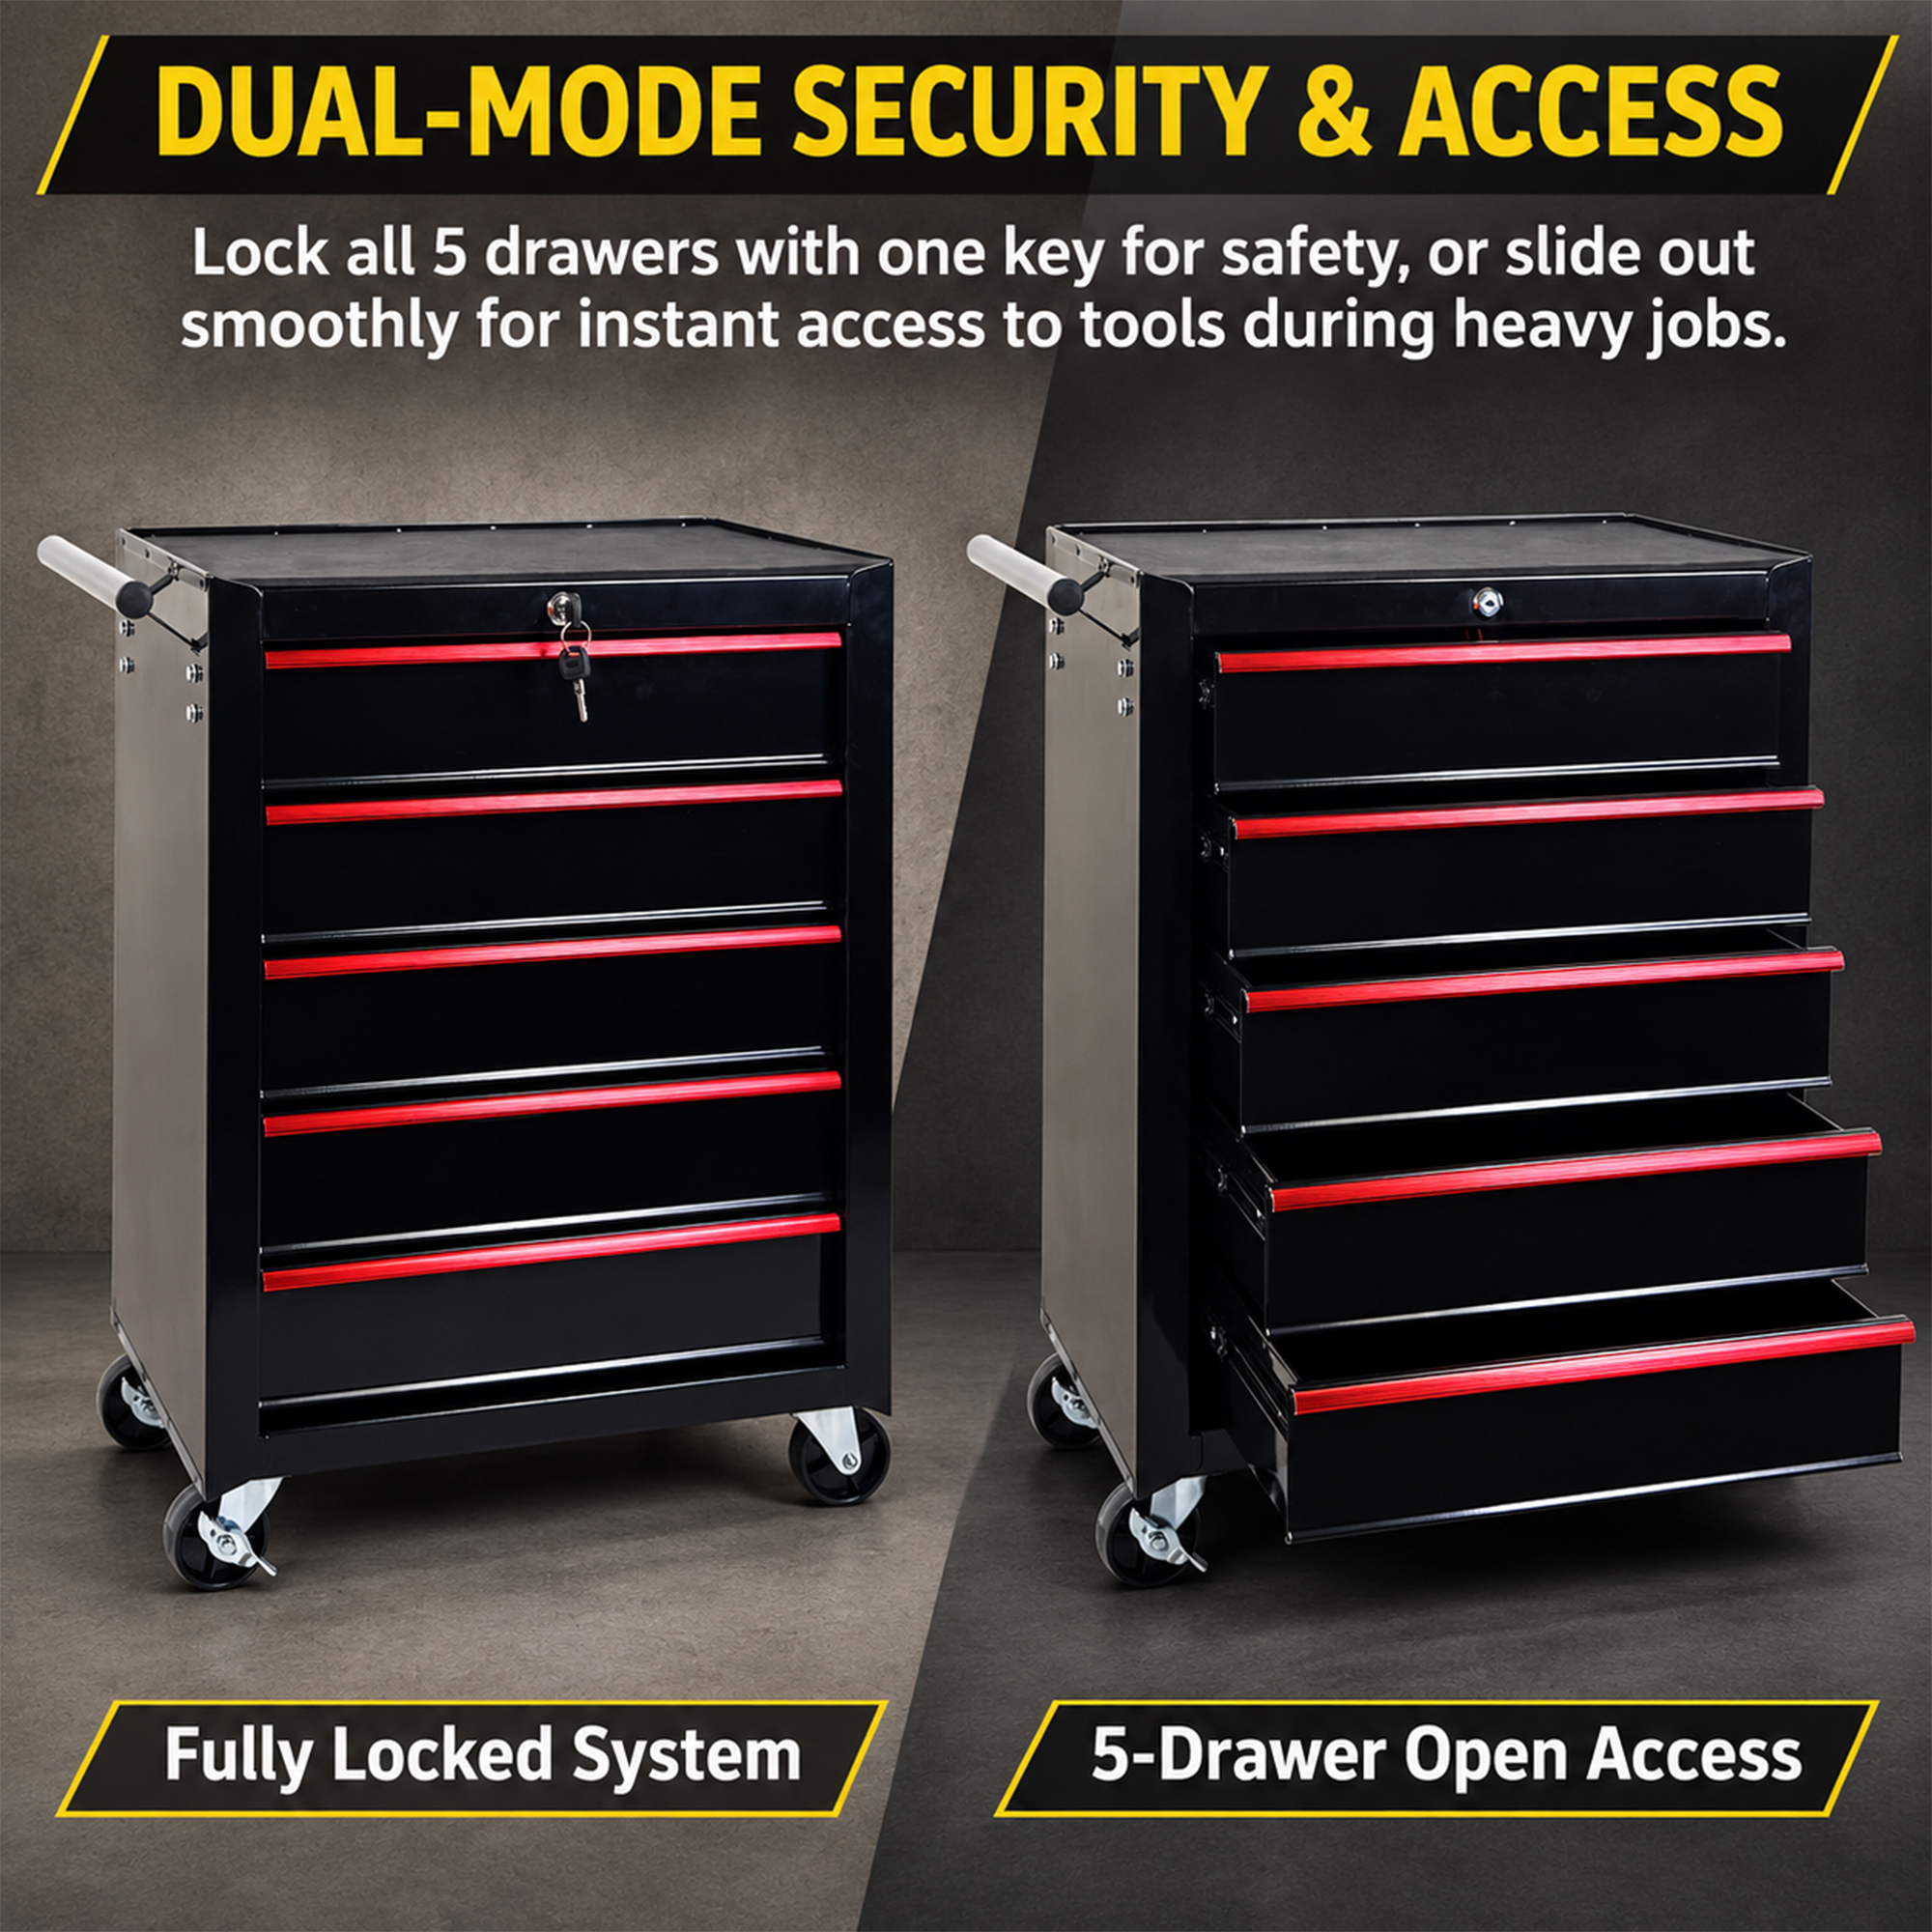 DUAL-MODE SECURITY & ACCESS
Lock all 5 drawers with one key for safety, or slide out
smoothly for instant access to tools during heavy jobs.
Fully Locked System
5-Drawer Open Access